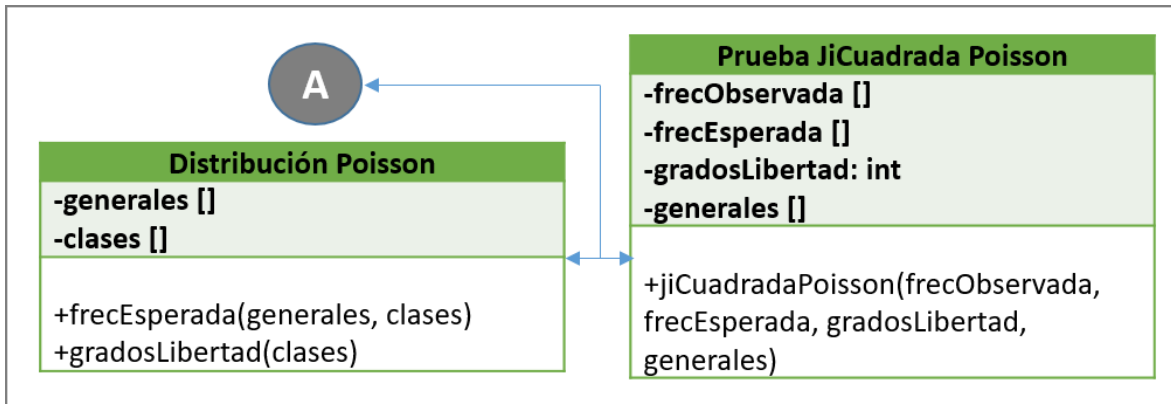 A
Distribución Poisson
-generales []
-clases []
+frecEsperada(generales, clases)
+gradosLibertad(clases)
Prueba JiCuadrada Poisson
-frecObservada []
-frecEsperada []
-gradosLibertad: int
-generales []
+jiCuadradaPoisson(frecObservada,
frecEsperada, gradosLibertad,
generales)